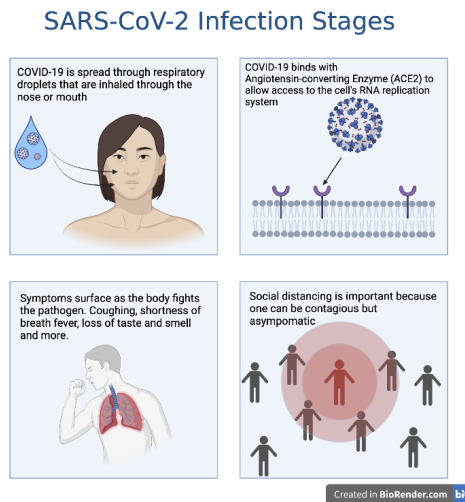 SARS-CoV-2 Infection Stages
COVID-19 is spread through respiratory
droplets that are inhaled through the
nose or mouth
COVID-19 binds with
Angiotensin-converting Enzyme (ACE2) to
allow access to the cell's RNA replication
system
Symptoms surface as the body fights
the pathogen. Coughing, shortness of
breath fever, loss of taste and smell
and more.
Social distancing is important because
one can be contagious but
asympomatic
Created in BioRender.com bi